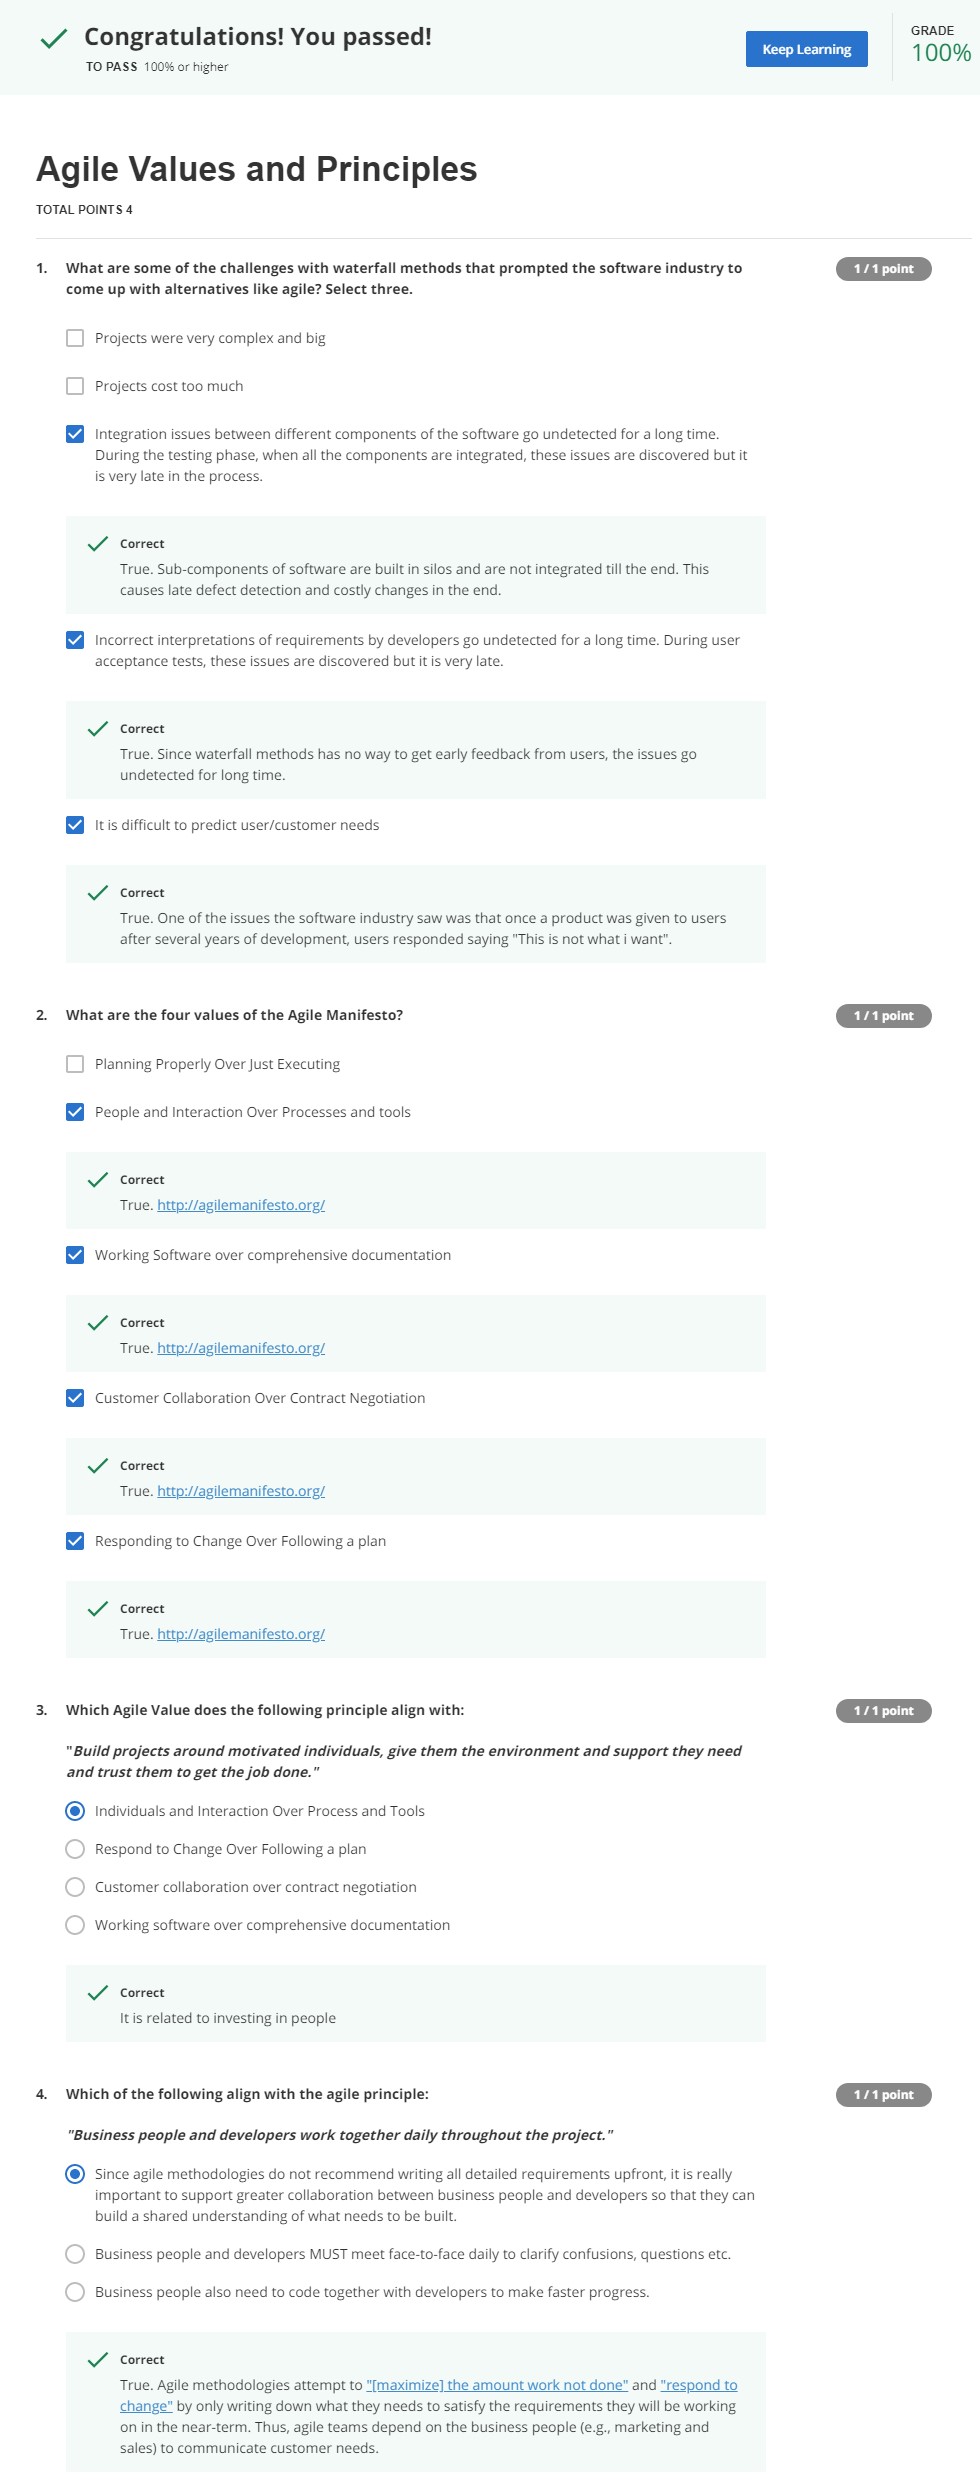 Congratulations! You passed!
TO PASS 100% or higher
Keep Learning
GRADE
100%
Agile Values and Principles
TOTAL POINTS 4
1. What are some of the challenges with waterfall methods that prompted the software industry to
come up with alternatives like agile? Select three.
1 / 1 point
Projects were very complex and big
Projects cost too much
Integration issues between different components of the software go undetected for a long time.
During the testing phase, when all the components are integrated, these issues are discovered but it
is very late in the process.
Correct
True. Sub-components of software are built in silos and are not integrated till the end. This
causes late defect detection and costly changes in the end.
Incorrect interpretations of requirements by developers go undetected for a long time. During user
acceptance tests, these issues are discovered but it is very late.
Correct
True. Since waterfall methods has no way to get early feedback from users, the issues go
undetected for long time.
It is difficult to predict user/customer needs
Correct
True. One of the issues the software industry saw was that once a product was given to users
after several years of development, users responded saying "This is not what i want".
2. What are the four values of the Agile Manifesto?
1 / 1 point
Planning Properly Over Just Executing
People and Interaction Over Processes and tools
Correct
True. http://agilemanifesto.org/
Working Software over comprehensive documentation
Correct
True. http://agilemanifesto.org/
Customer Collaboration Over Contract Negotiation
Correct
True. http://agilemanifesto.org/
Responding to Change Over Following a plan
Correct
True. http://agilemanifesto.org/
3. Which Agile Value does the following principle align with:
1 / 1 point
"Build projects around motivated individuals, give them the environment and support they need
and trust them to get the job done."
Individuals and Interaction Over Process and Tools
Respond to Change Over Following a plan
Customer collaboration over contract negotiation
Working software over comprehensive documentation
Correct
It is related to investing in people
4. Which of the following align with the agile principle:
1 / 1 point
"Business people and developers work together daily throughout the project."
Since agile methodologies do not recommend writing all detailed requirements upfront, it is really
important to support greater collaboration between business people and developers so that they can
build a shared understanding of what needs to be built.
Business people and developers MUST meet face-to-face daily to clarify confusions, questions etc.
Business people also need to code together with developers to make faster progress.
Correct
True. Agile methodologies attempt to "[maximize] the amount work not done" and "respond to
change" by only writing down what they needs to satisfy the requirements they will be working
on in the near-term. Thus, agile teams depend on the business people (e.g., marketing and
sales) to communicate customer needs.